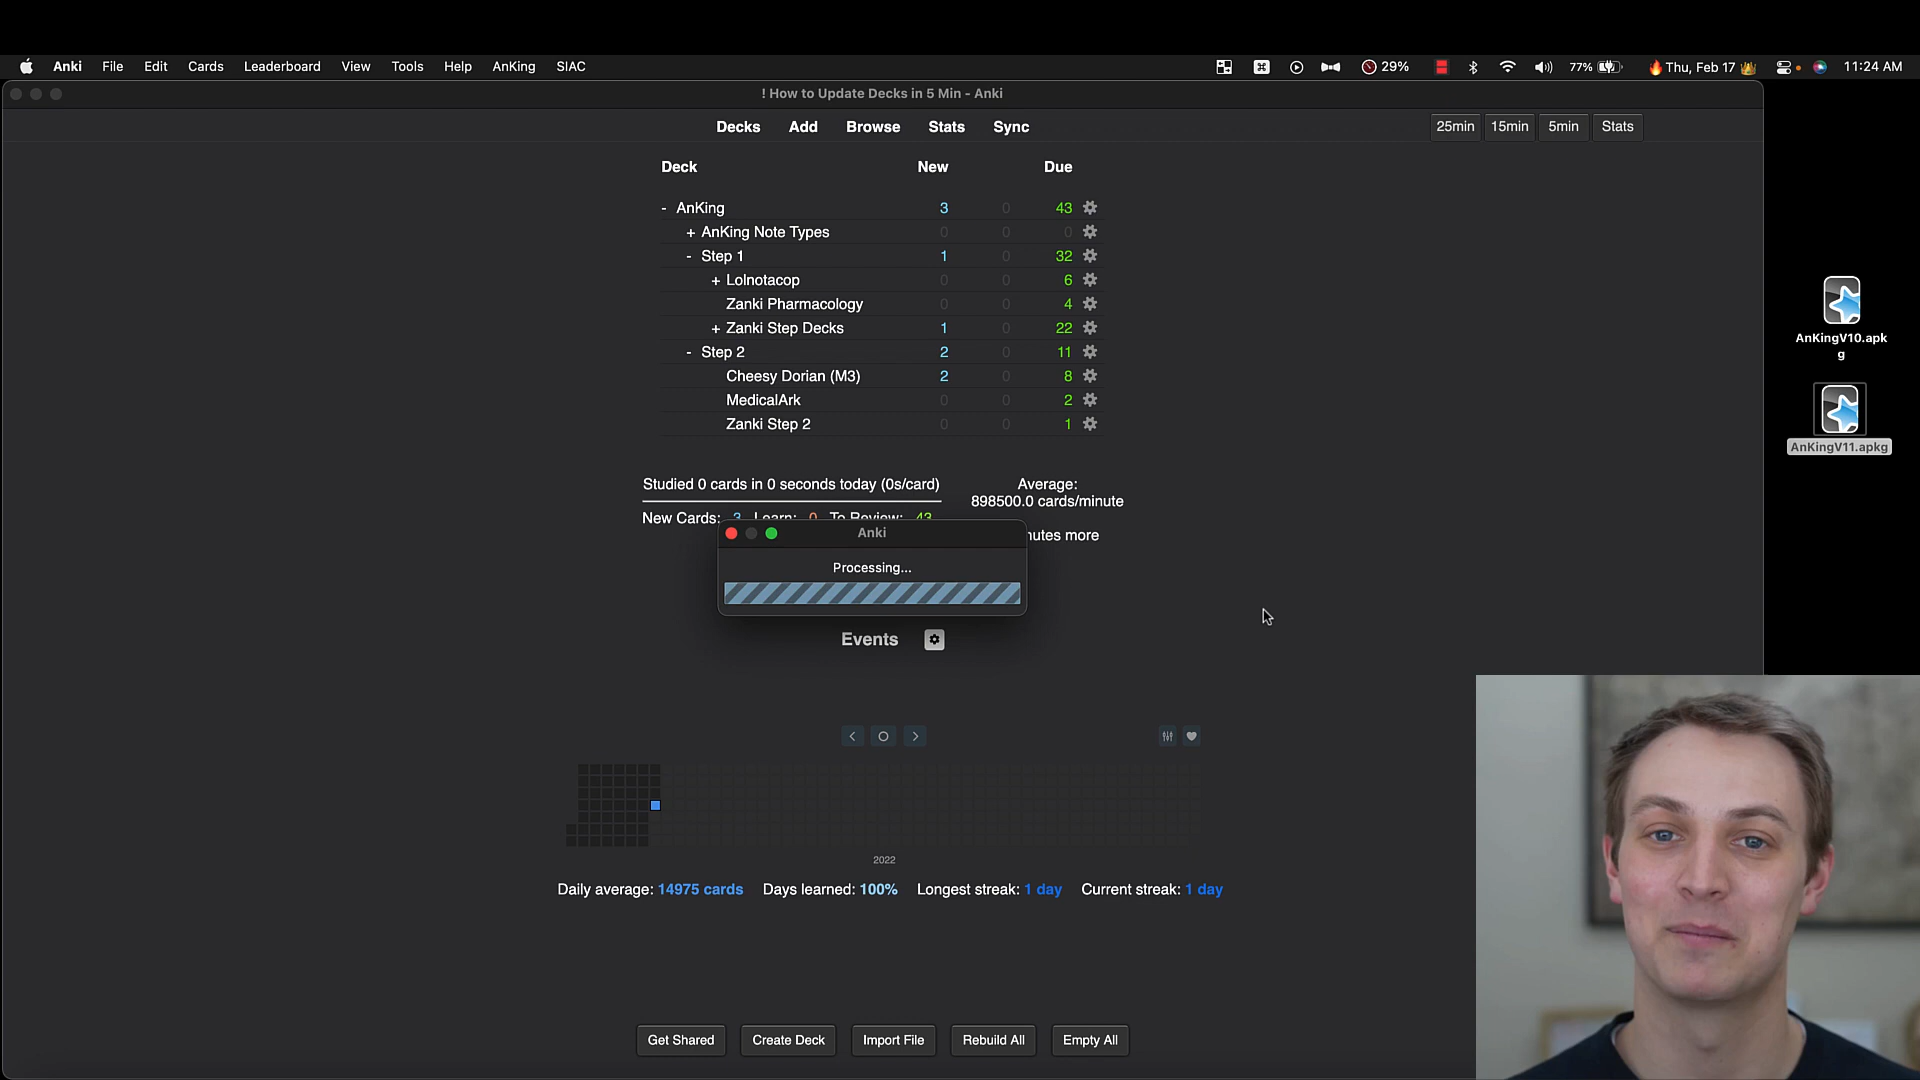 Anki File Edit Cards Leaderboard View Tools Help AnKing SIAC
29% 77% Thu, Feb 17 11:24 AM
! How to Update Decks in 5 Min - Anki
Decks Add Browse Stats Sync
25min 15min 5min Stats
Deck New Due
- AnKing 3 0 43
+ AnKing Note Types 0 0 0
- Step 1 1 0 32
+ Lolnotacop 0 0 6
Zanki Pharmacology 0 0 4
+ Zanki Step Decks 1 0 22
- Step 2 2 0 11
Cheesy Dorian (M3) 2 0 8
MedicalArk 0 0 2
Zanki Step 2 0 0 1
AnKingV10.apk
g
AnKingV11.apkg
Studied 0 cards in 0 seconds today (0s/card)
Average:
898500.0 cards/minute
New Cards: 3 Learn: 0 To Review: 43
nutes more
Anki
Processing...
Events
2022
Daily average: 14975 cards Days learned: 100% Longest streak: 1 day Current streak: 1 day
Get Shared Create Deck Import File Rebuild All Empty All